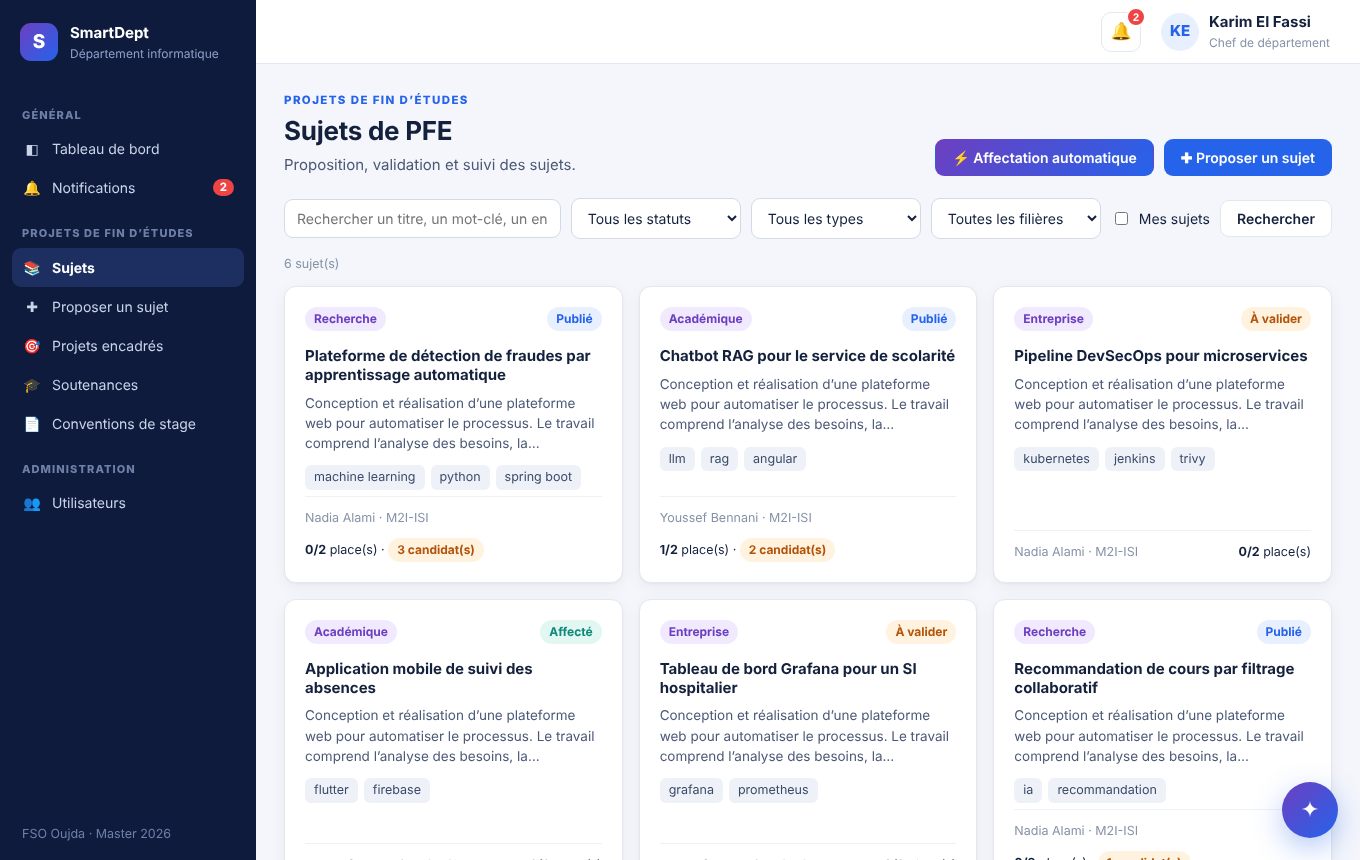 S
SmartDept
Département informatique
GÉNÉRAL
Tableau de bord
Notifications 2
PROJETS DE FIN D’ÉTUDES
Sujets
Proposer un sujet
Projets encadrés
Soutenances
Conventions de stage
ADMINISTRATION
Utilisateurs
FSO Oujda · Master 2026
2
KE
Karim El Fassi
Chef de département
PROJETS DE FIN D’ÉTUDES
Sujets de PFE
Proposition, validation et suivi des sujets.
⚡ Affectation automatique
✚ Proposer un sujet
Rechercher un titre, un mot-clé, un en
Tous les statuts
Tous les types
Toutes les filières
Mes sujets
Rechercher
6 sujet(s)
Recherche Publié
Plateforme de détection de fraudes par
apprentissage automatique
Conception et réalisation d’une plateforme
web pour automatiser le processus. Le travail
comprend l’analyse des besoins, la…
machine learning python spring boot
Nadia Alami · M2I-ISI
0/2 place(s) · 3 candidat(s)
Académique Publié
Chatbot RAG pour le service de scolarité
Conception et réalisation d’une plateforme
web pour automatiser le processus. Le travail
comprend l’analyse des besoins, la…
llm rag angular
Youssef Bennani · M2I-ISI
1/2 place(s) · 2 candidat(s)
Entreprise À valider
Pipeline DevSecOps pour microservices
Conception et réalisation d’une plateforme
web pour automatiser le processus. Le travail
comprend l’analyse des besoins, la…
kubernetes jenkins trivy
Nadia Alami · M2I-ISI 0/2 place(s)
Académique Affecté
Application mobile de suivi des
absences
Conception et réalisation d’une plateforme
web pour automatiser le processus. Le travail
comprend l’analyse des besoins, la…
flutter firebase
Entreprise À valider
Tableau de bord Grafana pour un SI
hospitalier
Conception et réalisation d’une plateforme
web pour automatiser le processus. Le travail
comprend l’analyse des besoins, la…
grafana prometheus
Recherche Publié
Recommandation de cours par filtrage
collaboratif
Conception et réalisation d’une plateforme
web pour automatiser le processus. Le travail
comprend l’analyse des besoins, la…
ia recommandation
Nadia Alami · M2I-ISI